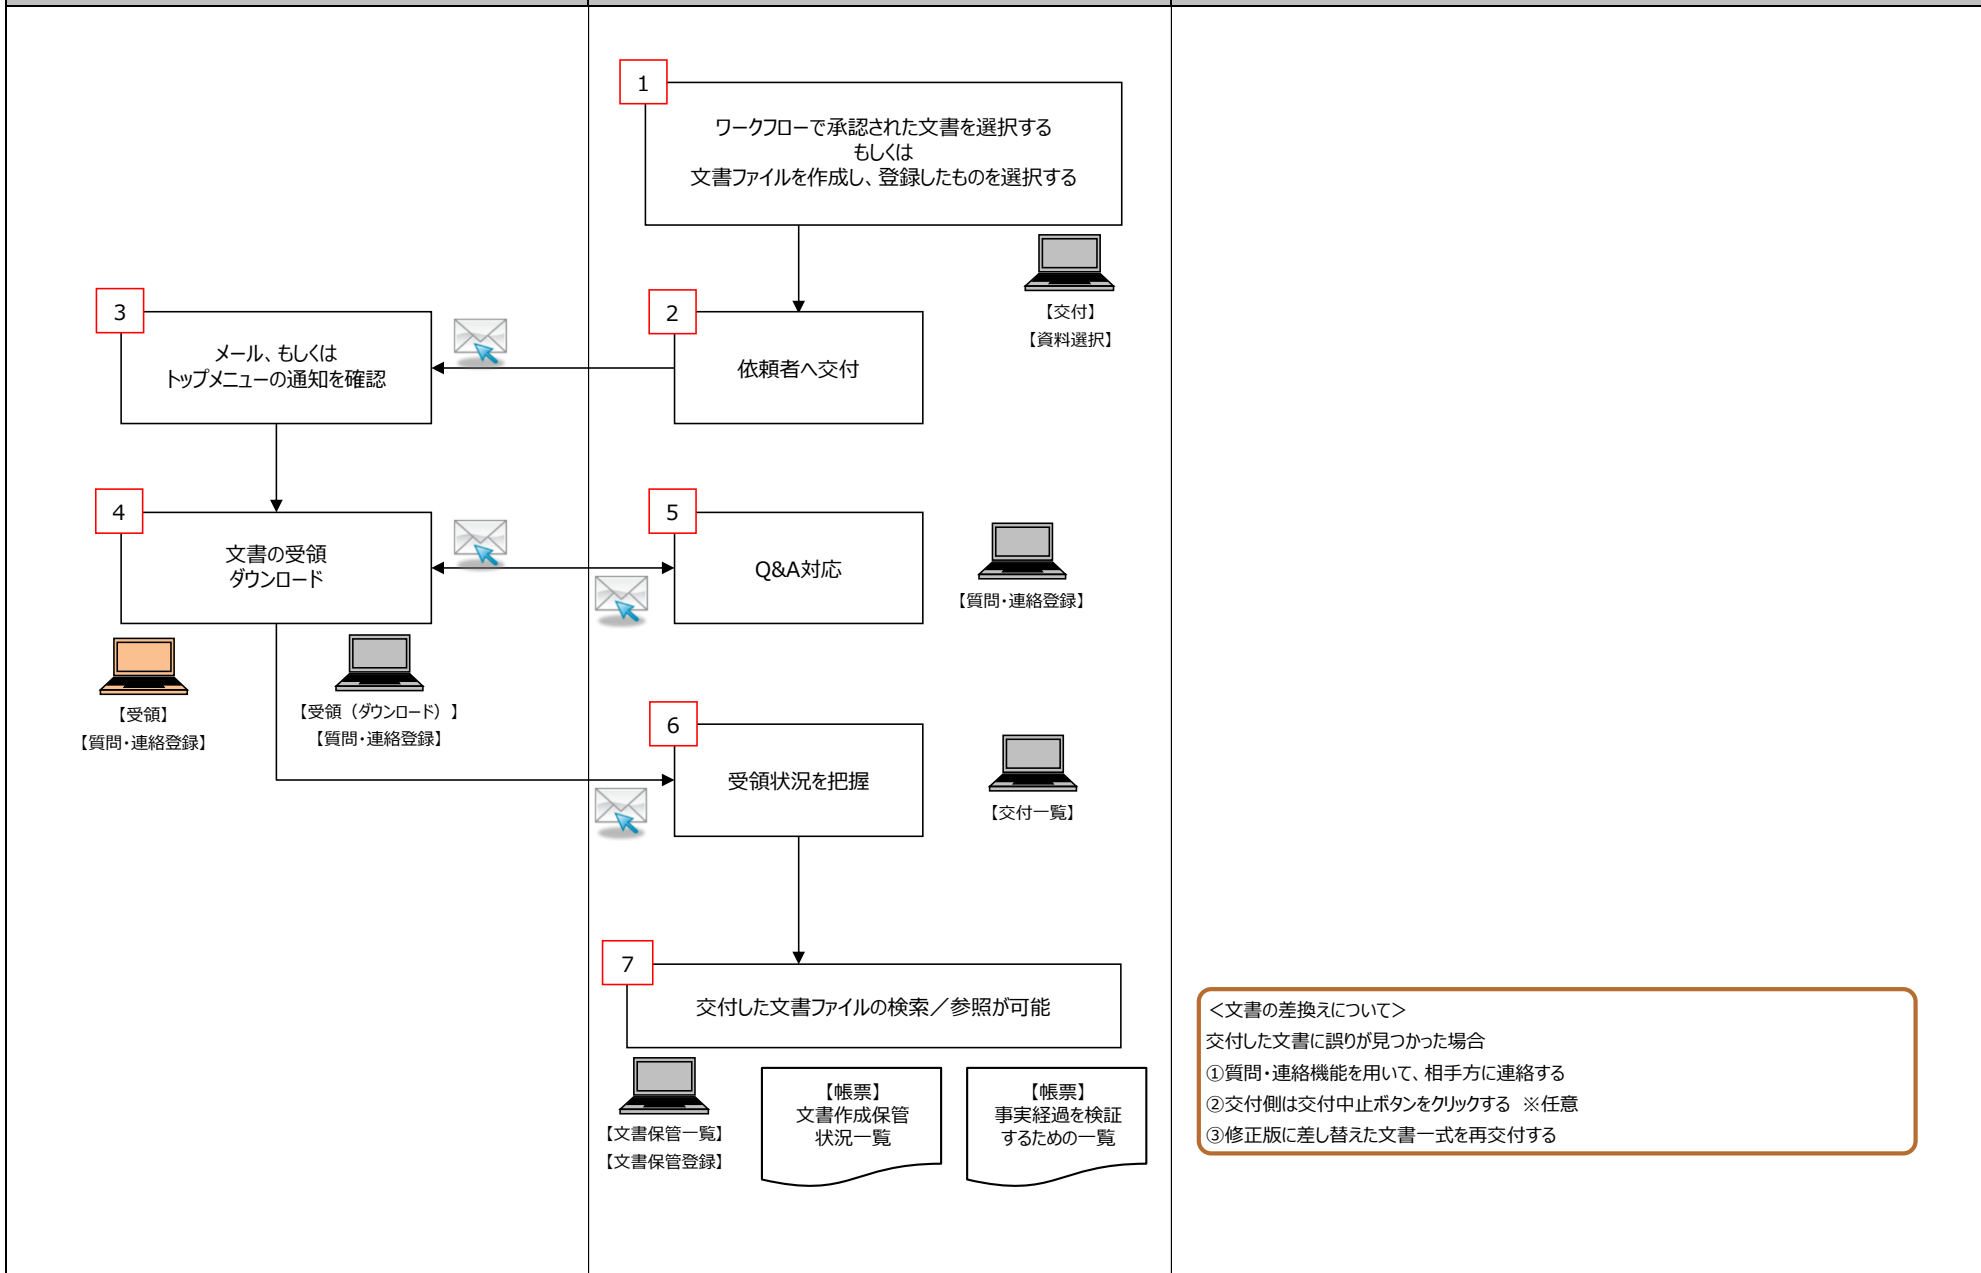 1
ワークフローで承認された文書を選択する
もしくは
文書ファイルを作成し、登録したものを選択する
【交付】
【資料選択】
2
依頼者へ交付
3
メール、もしくは
トップメニューの通知を確認
4
文書の受領
ダウンロード
【受領】
【質問・連絡登録】
【受領（ダウンロード）】
【質問・連絡登録】
5
Q&A対応
【質問・連絡登録】
6
受領状況を把握
【交付一覧】
7
交付した文書ファイルの検索／参照が可能
【文書保管一覧】
【文書保管登録】
【帳票】
文書作成保管
状況一覧
【帳票】
事実経過を検証
するための一覧
＜文書の差換えについて＞
交付した文書に誤りが見つかった場合
①質問・連絡機能を用いて、相手方に連絡する
②交付側は交付中止ボタンをクリックする ※任意
③修正版に差し替えた文書一式を再交付する